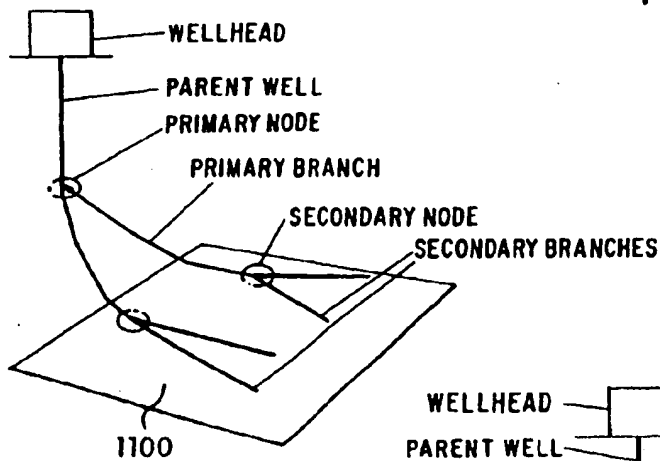 WELLHEAD
PARENT WELL
PRIMARY NODE
PRIMARY BRANCH
SECONDARY NODE
SECONDARY BRANCHES
1100
WELLHEAD
PARENT WELL